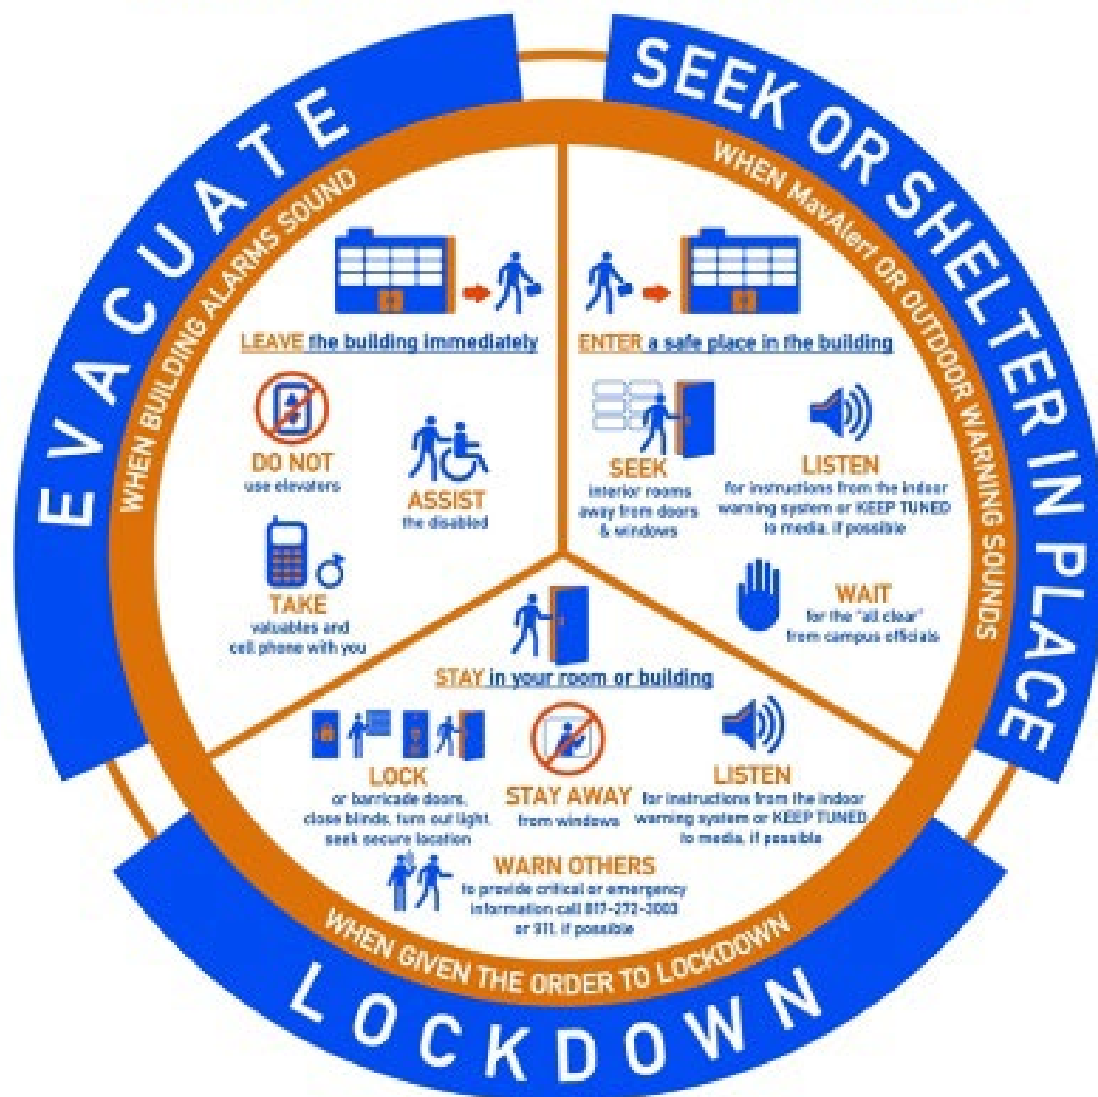 EVACUATE
WHEN BUILDING ALARMS SOUND
LEAVE the building immediately
DO NOT
use elevators
ASSIST
the disabled
TAKE
valuables and
cell phone with you
SEEK OR SHELTER IN PLACE
WHEN MavAlert OR OUTDOOR WARNING SOUNDS
ENTER a safe place in the building
SEEK
interior rooms
away from doors
& windows
LISTEN
for instructions from the indoor
warning system or KEEP TUNED
to media, if possible
WAIT
for the "all clear"
from campus officials
STAY in your room or building
LOCK
or barricade doors,
close blinds, turn out light,
seek secure location
STAY AWAY
from windows
LISTEN
for instructions from the indoor
warning system or KEEP TUNED
to media, if possible
WARN OTHERS
to provide critical or emergency
information call 817-272-3003
or 911, if possible
WHEN GIVEN THE ORDER TO LOCKDOWN
LOCKDOWN